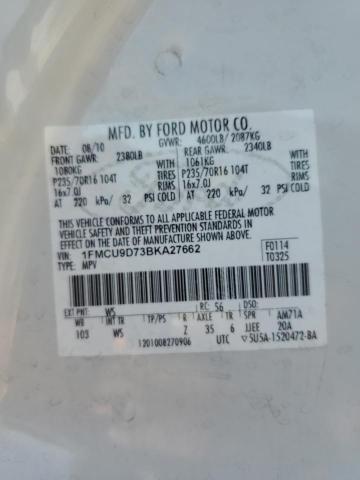 MFD. BY FORD MOTOR CO.
DATE: 08/10 GVWR: 4600LB/ 2087KG
FRONT GAWR: 2380LB REAR GAWR: 2340LB
1080KG 1061KG
P235/70R16 104T TIRES P235/70R16 104T TIRES
16x7.0J RIMS 16x7.0J RIMS
AT 220 kPa/ 32 PSI COLD AT 220 kPa/ 32 PSI COLD
THIS VEHICLE CONFORMS TO ALL APPLICABLE FEDERAL MOTOR
VEHICLE SAFETY AND THEFT PREVENTION STANDARDS IN EFFECT ON THE
DATE OF MANUFACTURE SHOWN ABOVE.
VIN: 1FMCU9D73BKA27662 F0114
TYPE: MPV T0325
EXT PNT: WS RC: 56 DSO:
WB INT TR TP/PS R AXLE TR SPR AM71A
103 WS Z 35 6 JJEE 20A
1201008270906 UTC ▽5U5A-1520472-BA